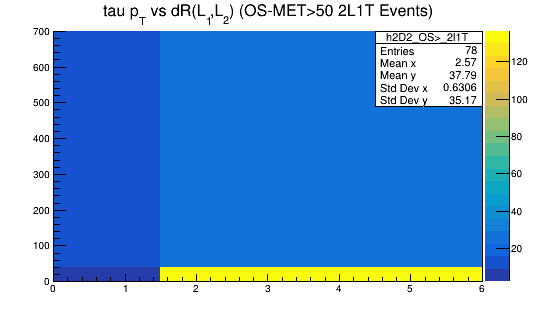 tau p_T vs dR(L_1,L_2) (OS-MET>50 2L1T Events)
h2D2_OS>_2l1T
Entries 78
Mean x 2.57
Mean y 37.79
Std Dev x 0.6306
Std Dev y 35.17
700
600
500
400
300
200
100
0
0 1 2 3 4 5 6
120
100
80
60
40
20